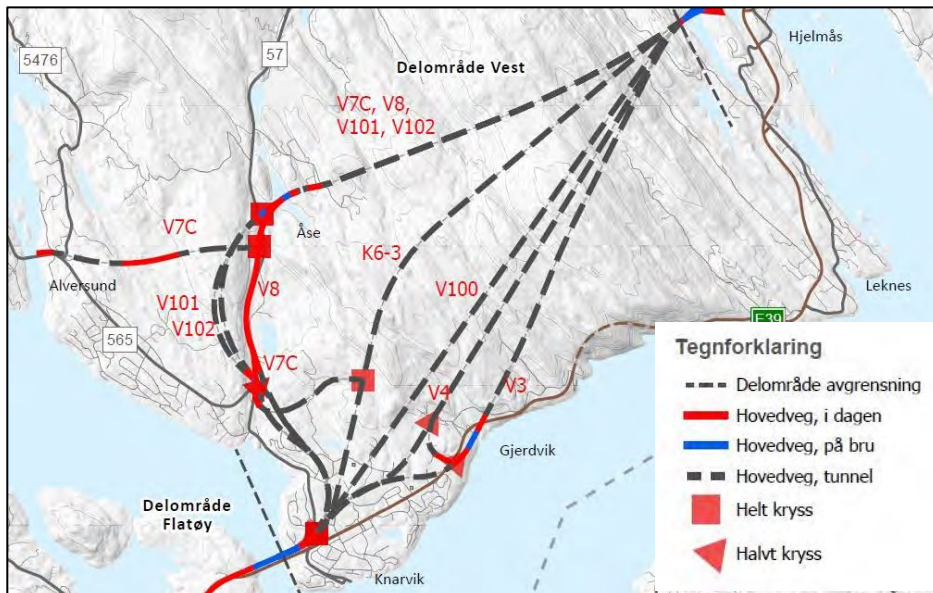 Hjelmås
5476
57
Delområde Vest
V7C, V8,
V101, V102
V7C
Åse
K6-3
Alversund
V101
V8
V100
Leknes
V102
565
E39
V7C
V4
V3
Gjerdvik
Delområde
Flatøy
Knarvik
Tegnforklaring
Delområde avgrensning
Hovedveg, i dagen
Hovedveg, på bru
Hovedveg, tunnel
Helt kryss
Halvt kryss